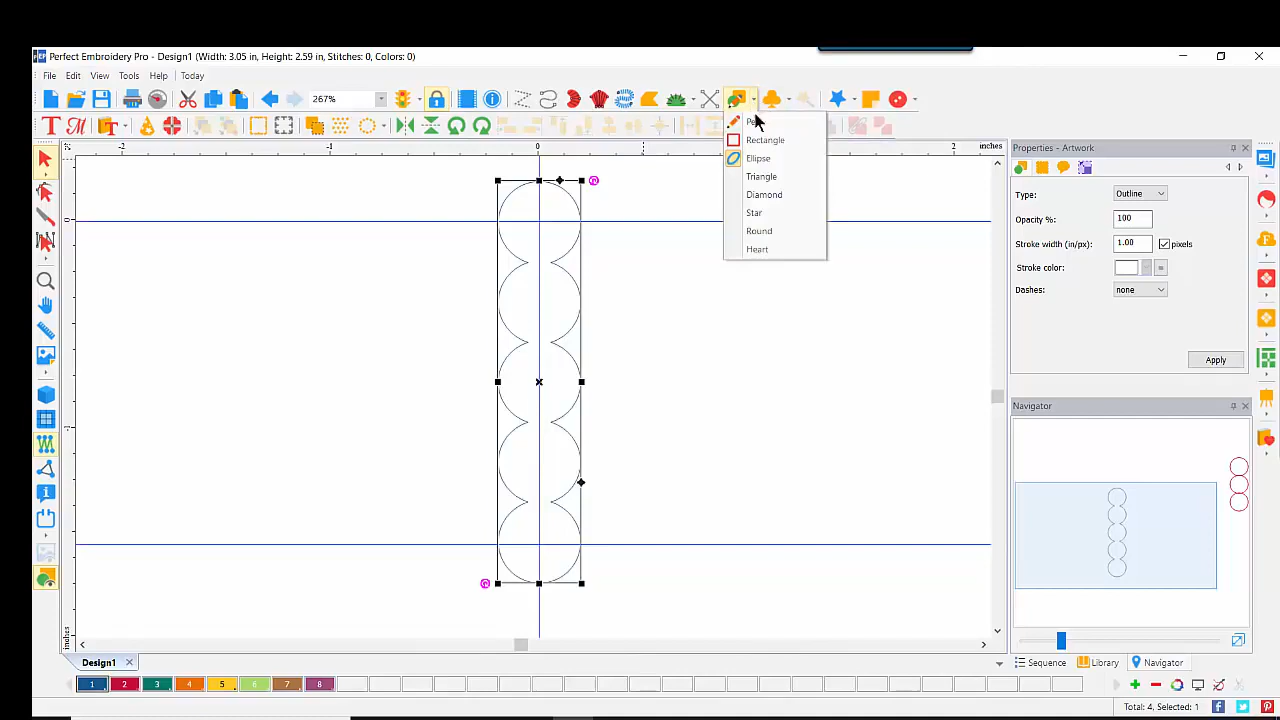 Perfect Embroidery Pro - Design1 (Width: 3.05 in, Height: 2.59 in, Stitches: 0, Colors: 0)
File Edit View Tools Help Today
267%
-2 -1 0 2 inches
0
-1
inches
Rectangle
Ellipse
Triangle
Diamond
Star
Round
Heart
Properties - Artwork
Type: Outline
Opacity %: 100
Stroke width (in/px): 1.00 pixels
Stroke color:
Dashes: none
Apply
Navigator
Design1
Sequence Library Navigator
1 2 3 4 5 6 7 8
Total: 4, Selected: 1